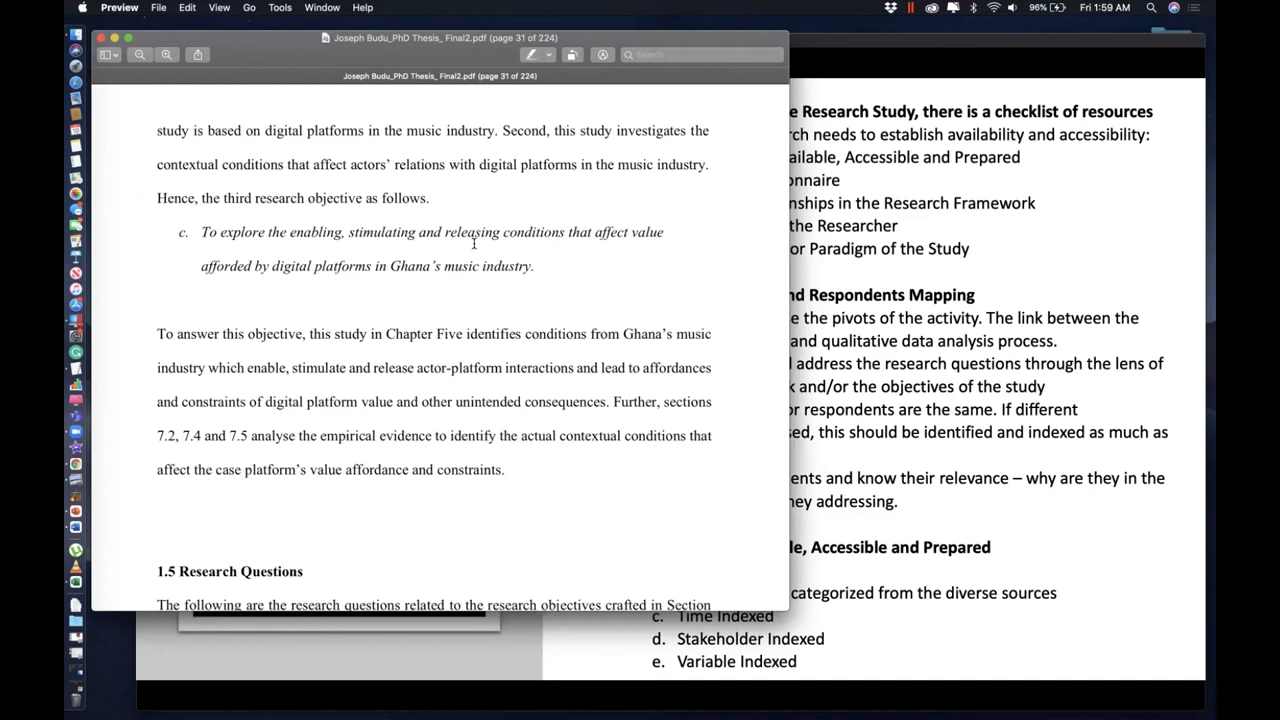 Preview File Edit View Go Tools Window Help
96% Fri 1:59 AM
Joseph Budu_PhD Thesis_ Final2.pdf (page 31 of 224)
Search
Joseph Budu_PhD Thesis_ Final2.pdf (page 31 of 224)
study is based on digital platforms in the music industry. Second, this study investigates the
contextual conditions that affect actors’ relations with digital platforms in the music industry.
Hence, the third research objective as follows.
c. To explore the enabling, stimulating and releasing conditions that affect value
afforded by digital platforms in Ghana’s music industry.
To answer this objective, this study in Chapter Five identifies conditions from Ghana’s music
industry which enable, stimulate and release actor-platform interactions and lead to affordances
and constraints of digital platform value and other unintended consequences. Further, sections
7.2, 7.4 and 7.5 analyse the empirical evidence to identify the actual contextual conditions that
affect the case platform’s value affordance and constraints.
1.5 Research Questions
The following are the research questions related to the research objectives crafted in Section
e Research Study, there is a checklist of resources
rch needs to establish availability and accessibility:
ailable, Accessible and Prepared
onnaire
nships in the Research Framework
the Researcher
or Paradigm of the Study
nd Respondents Mapping
e the pivots of the activity. The link between the
and qualitative data analysis process.
d address the research questions through the lens of
k and/or the objectives of the study
or respondents are the same. If different
sed, this should be identified and indexed as much as
ents and know their relevance – why are they in the
hey addressing.
le, Accessible and Prepared
categorized from the diverse sources
c. Time Indexed
d. Stakeholder Indexed
e. Variable Indexed